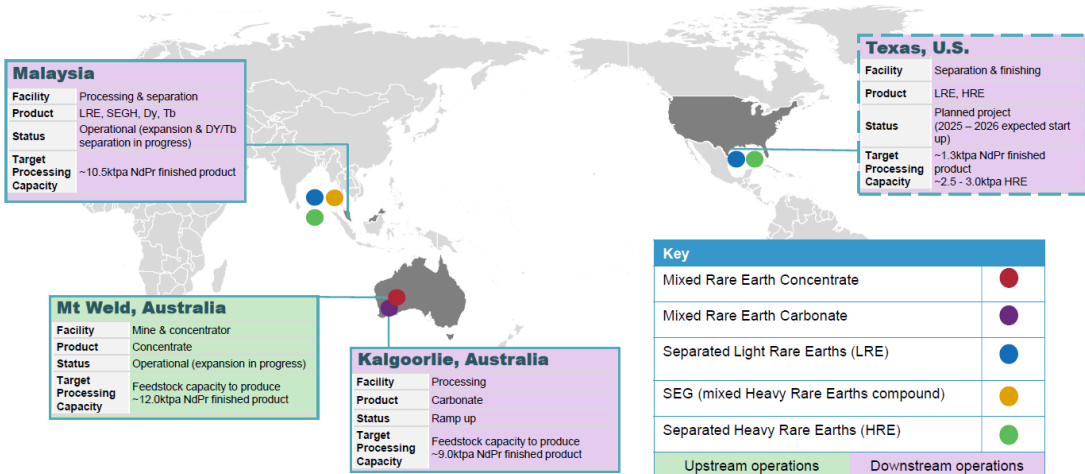 Malaysia
Facility Processing & separation
Product LRE, SEGH, Dy, Tb
Status Operational (expansion & DY/Tb
separation in progress)
Target
Processing ~10.5ktpa NdPr finished product
Capacity
Texas, U.S.
Facility Separation & finishing
Product LRE, HRE
Status Planned project
(2025 – 2026 expected start
up)
Target ~1.3ktpa NdPr finished
Processing product
Capacity ~2.5 - 3.0ktpa HRE
Mt Weld, Australia
Facility Mine & concentrator
Product Concentrate
Status Operational (expansion in progress)
Target Feedstock capacity to produce
Processing ~12.0ktpa NdPr finished product
Capacity
Kalgoorlie, Australia
Facility Processing
Product Carbonate
Status Ramp up
Target Feedstock capacity to produce
Processing ~9.0ktpa NdPr finished product
Capacity
Key
Mixed Rare Earth Concentrate
Mixed Rare Earth Carbonate
Separated Light Rare Earths (LRE)
SEG (mixed Heavy Rare Earths compound)
Separated Heavy Rare Earths (HRE)
Upstream operations Downstream operations